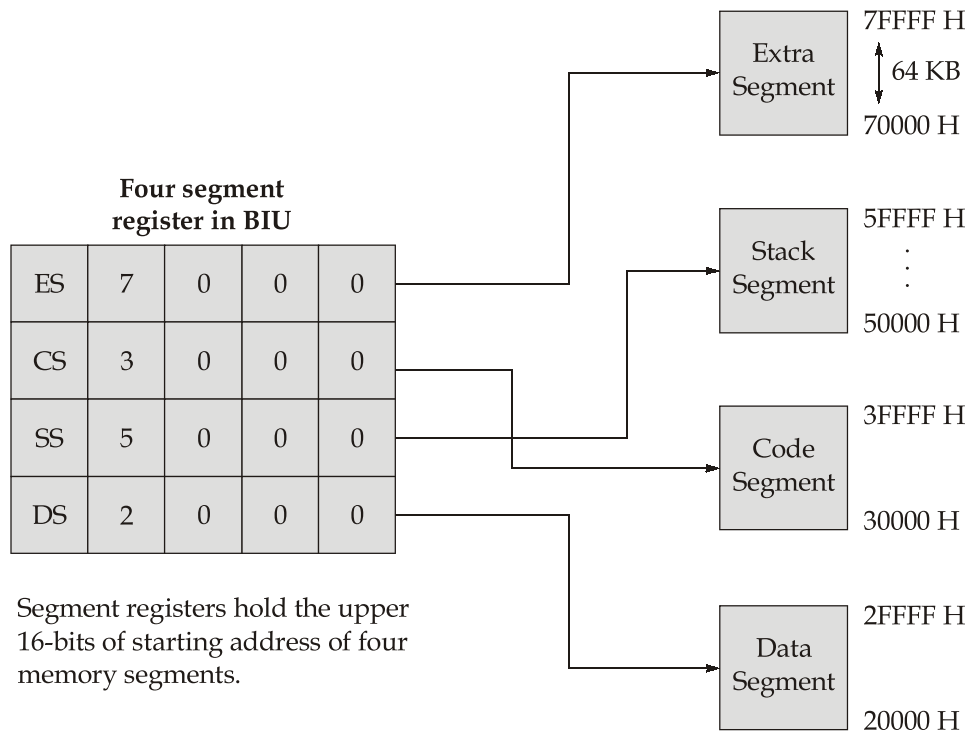 Four segment
register in BIU
ES 7 0 0 0
CS 3 0 0 0
SS 5 0 0 0
DS 2 0 0 0
Segment registers hold the upper
16-bits of starting address of four
memory segments.
Extra
Segment
7FFFF H
64 KB
70000 H
Stack
Segment
5FFFF H
.
.
.
50000 H
Code
Segment
3FFFF H
30000 H
Data
Segment
2FFFF H
20000 H